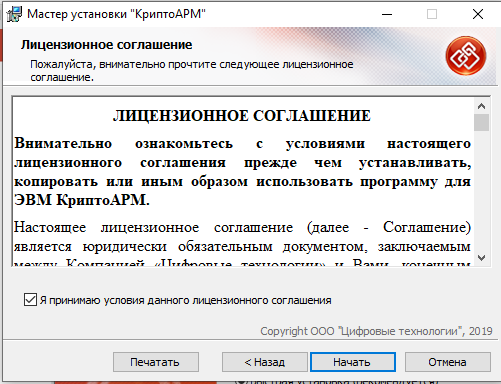 Мастер установки "КриптоАРМ"
Лицензионное соглашение
Пожалуйста, внимательно прочтите следующее лицензионное
соглашение.
ЛИЦЕНЗИОННОЕ СОГЛАШЕНИЕ
Внимательно ознакомьтесь с условиями настоящего
лицензионного соглашения прежде чем устанавливать,
копировать или иным образом использовать программу для
ЭВМ КриптоАРМ.
Настоящее лицензионное соглашение (далее - Соглашение)
является юридически обязательным документом, заключаемым
между Компанией «Цифровые технологии» и Вами, конечным
Я принимаю условия данного лицензионного соглашения
Copyright ООО "Цифровые технологии", 2019
Печатать
< Назад
Начать
Отмена